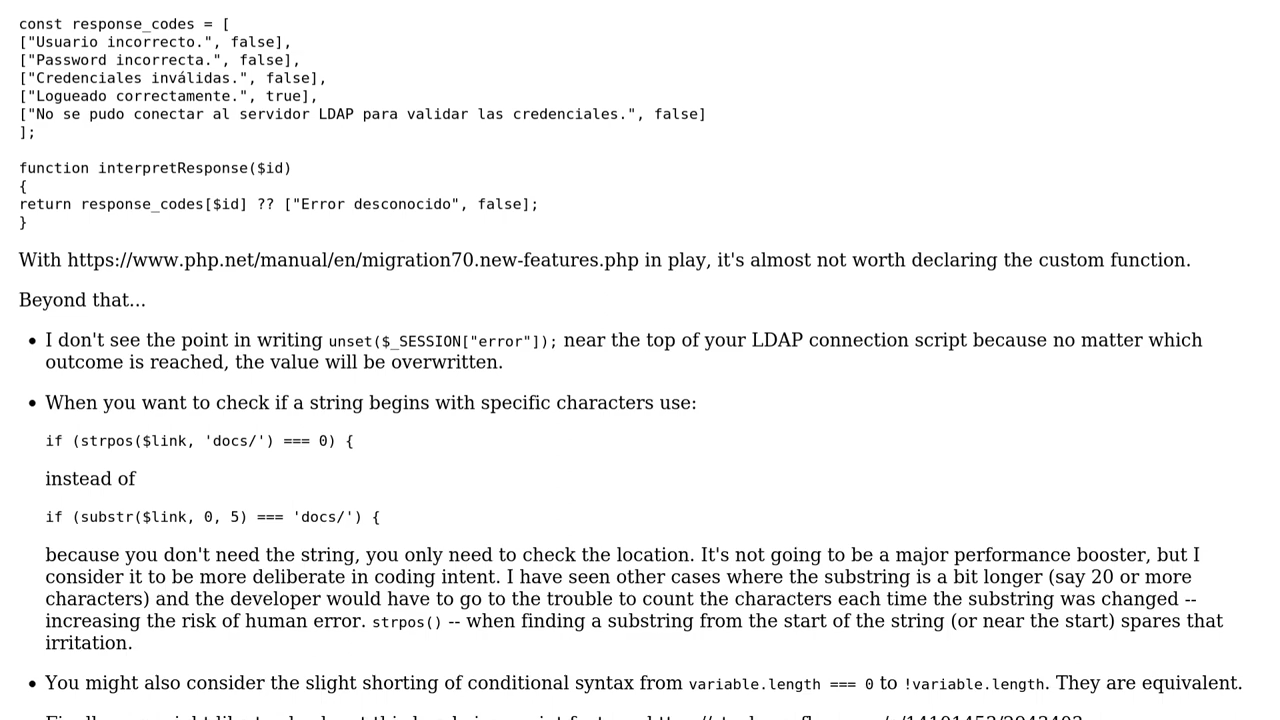 const response_codes = [
["Usuario incorrecto.", false],
["Password incorrecta.", false],
["Credenciales inválidas.", false],
["Logueado correctamente.", true],
["No se pudo conectar al servidor LDAP para validar las credenciales.", false]
];
function interpretResponse($id)
{
return response_codes[$id] ?? ["Error desconocido", false];
}
With https://www.php.net/manual/en/migration70.new-features.php in play, it's almost not worth declaring the custom function.
Beyond that...
• I don't see the point in writing unset($_SESSION["error"]); near the top of your LDAP connection script because no matter which
outcome is reached, the value will be overwritten.
• When you want to check if a string begins with specific characters use:
if (strpos($link, 'docs/') === 0) {
instead of
if (substr($link, 0, 5) === 'docs/') {
because you don't need the string, you only need to check the location. It's not going to be a major performance booster, but I
consider it to be more deliberate in coding intent. I have seen other cases where the substring is a bit longer (say 20 or more
characters) and the developer would have to go to the trouble to count the characters each time the substring was changed --
increasing the risk of human error. strpos() -- when finding a substring from the start of the string (or near the start) spares that
irritation.
• You might also consider the slight shorting of conditional syntax from variable.length === 0 to !variable.length. They are equivalent.